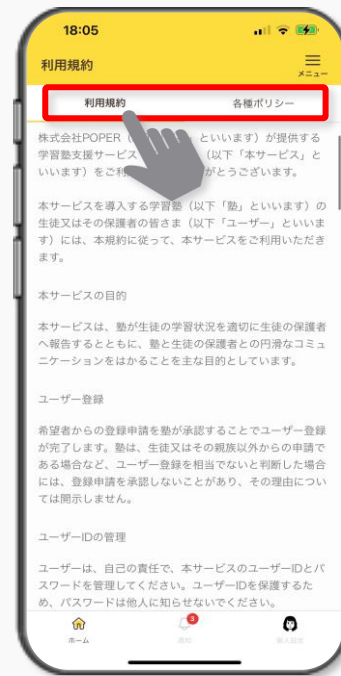 18:05
利用規約
メニュー
利用規約
各種ポリシー
株式会社POPER（ といいます）が提供する
学習塾支援サービス （以下「本サービス」と
いいます）をご利 がとうございます。
本サービスを導入する学習塾（以下「塾」といいます）の
生徒又はその保護者の皆さま（以下「ユーザー」といいま
す）には、本規約に従って、本サービスをご利用いただき
ます。
本サービスの目的
本サービスは、塾が生徒の学習状況を適切に生徒の保護者
へ報告するとともに、塾と生徒の保護者との円滑なコミュ
ニケーションをはかることを主な目的としています。
ユーザー登録
希望者からの登録申請を塾が承認することでユーザー登録
が完了します。塾は、生徒又はその親族以外からの申請で
ある場合など、ユーザー登録を相当でないと判断した場合
には、登録申請を承認しないことがあり、その理由につい
ては開示しません。
ユーザーIDの管理
ユーザーは、自己の責任で、本サービスのユーザーIDとパ
スワードを管理してください。ユーザーIDを保護するた
め、パスワードは他人に知らせないでください。
3
ホーム
通知
個人設定